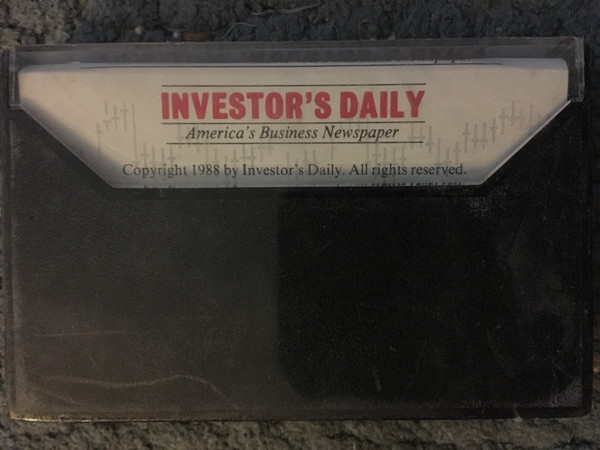 INVESTOR'S DAILY
America's Business Newspaper
Copyright 1988 by Investor's Daily. All rights reserved.